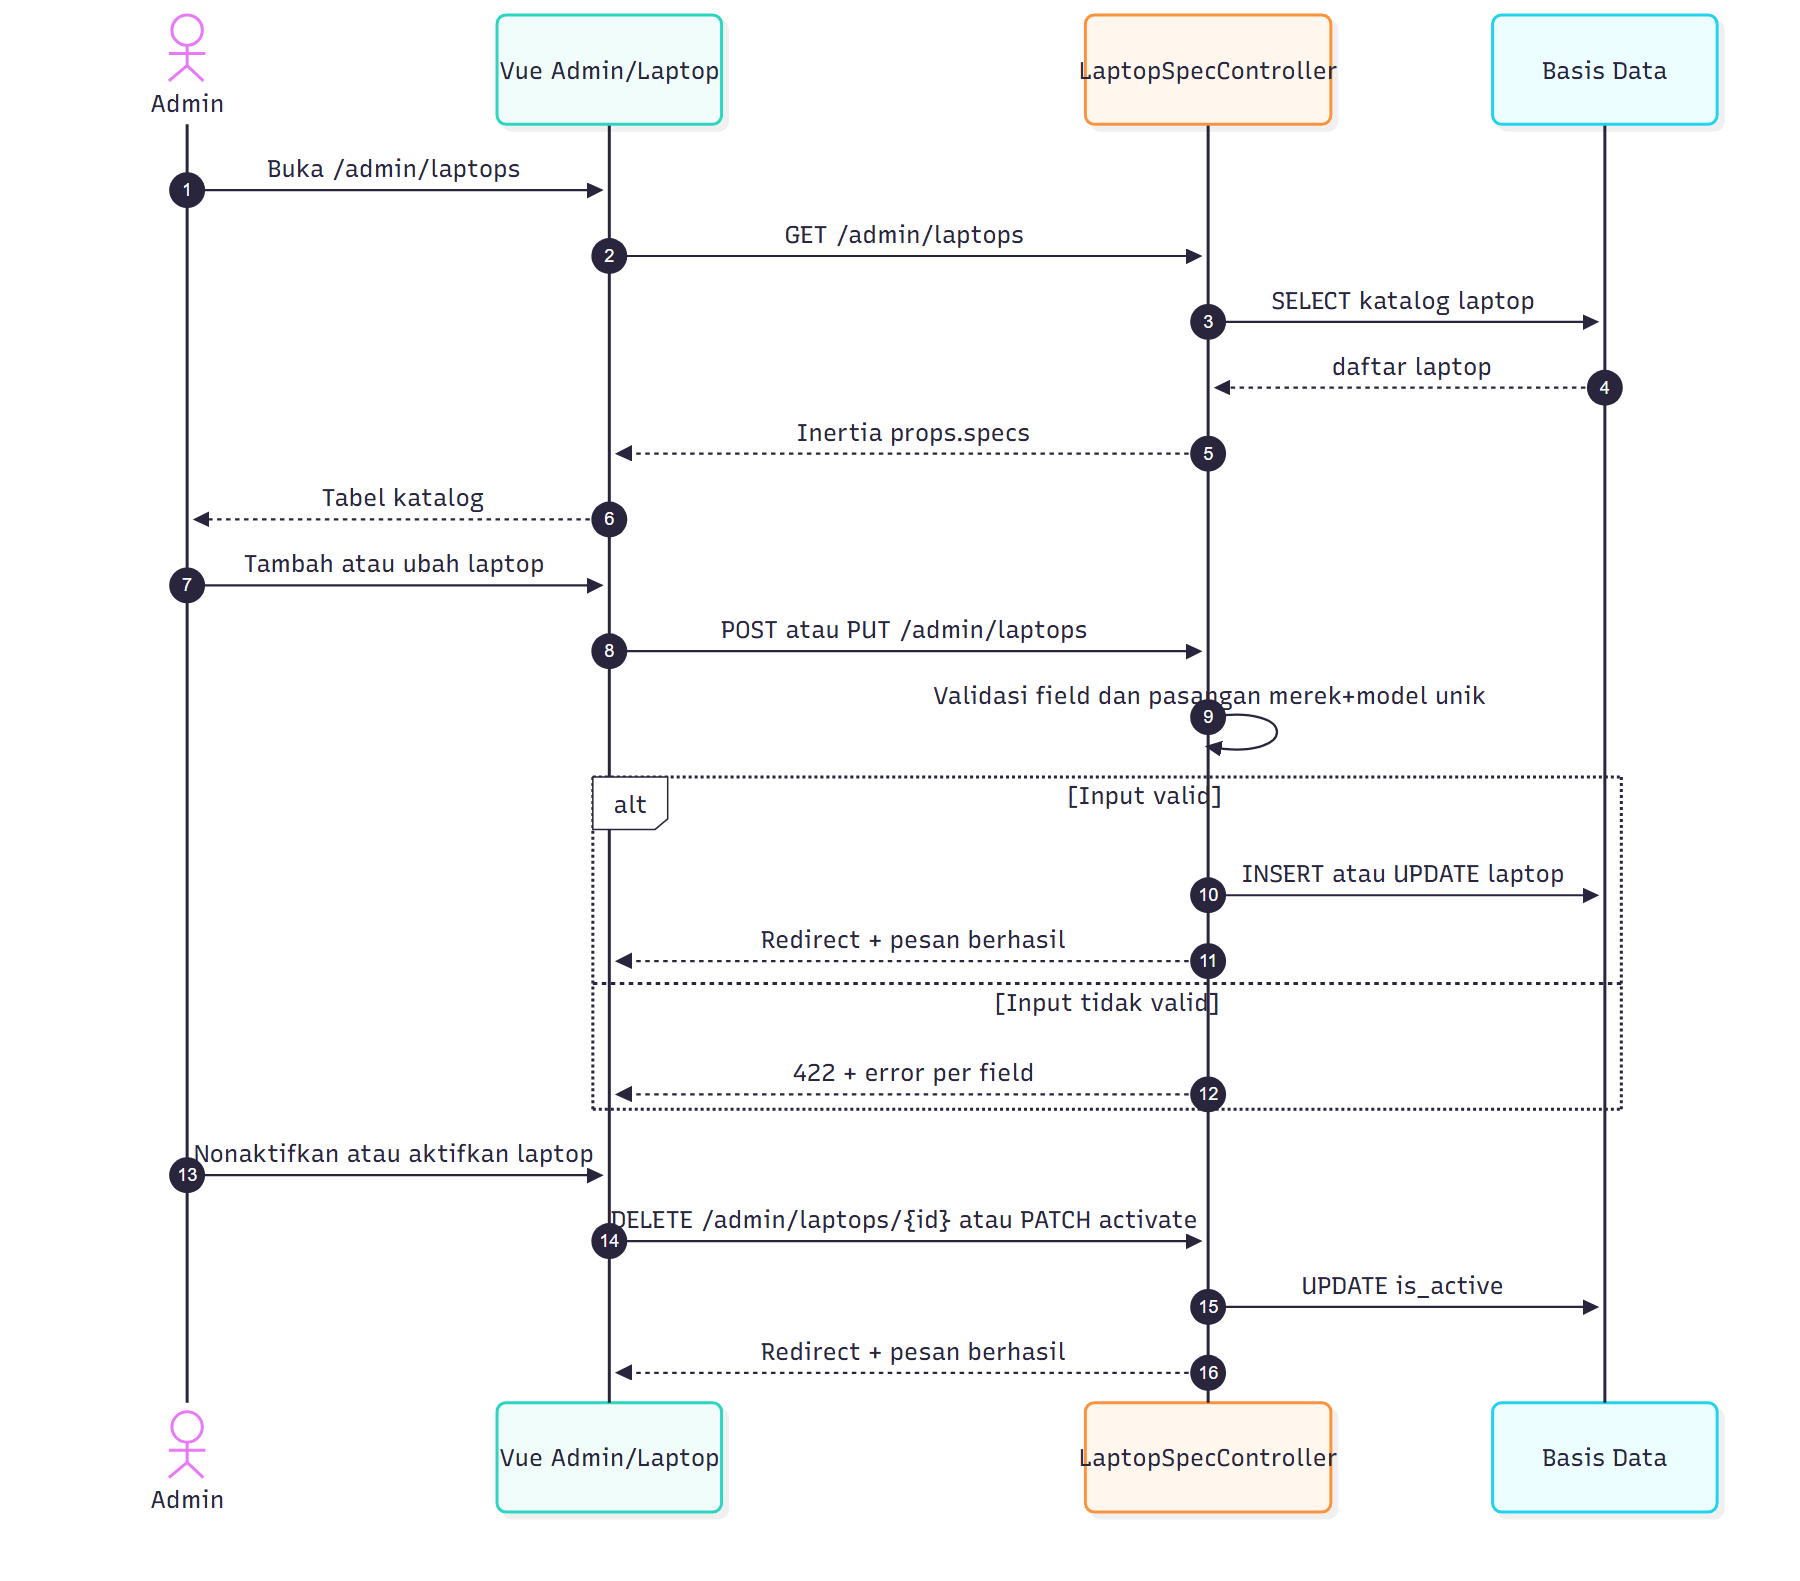 Admin
Vue Admin/Laptop
LaptopSpecController
Basis Data
Buka /admin/laptops
1
GET /admin/laptops
2
SELECT katalog laptop
3
daftar laptop
4
Inertia props.specs
5
Tabel katalog
6
Tambah atau ubah laptop
7
POST atau PUT /admin/laptops
8
Validasi field dan pasangan merek+model unik
9
alt
[Input valid]
INSERT atau UPDATE laptop
10
Redirect + pesan berhasil
11
[Input tidak valid]
422 + error per field
12
Nonaktifkan atau aktifkan laptop
13
DELETE /admin/laptops/{id} atau PATCH activate
14
UPDATE is_active
15
Redirect + pesan berhasil
16
Vue Admin/Laptop
LaptopSpecController
Basis Data
Admin